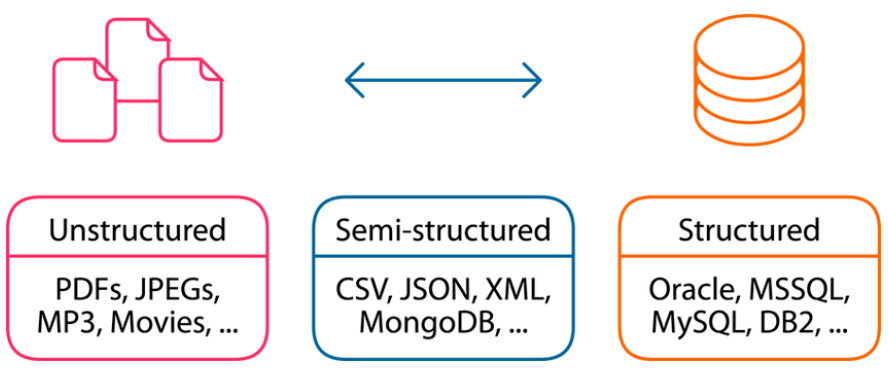 Unstructured
PDFs, JPEGs,
MP3, Movies, ...
Semi-structured
CSV, JSON, XML,
MongoDB, ...
Structured
Oracle, MSSQL,
MySQL, DB2, ...